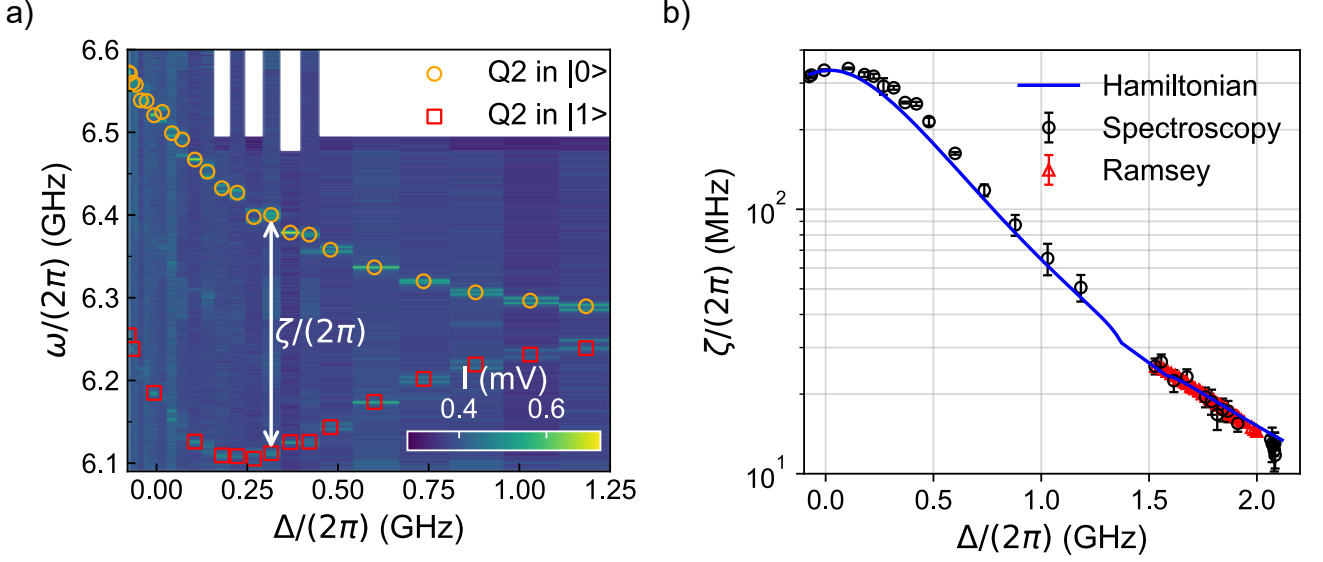 a)
6.6
6.5
6.4
6.3
6.2
6.1
ω/(2π) (GHz)
Q2 in |0>
Q2 in |1>
ζ/(2π)
I (mV)
0.4 0.6
0.00 0.25 0.50 0.75 1.00 1.25
Δ/(2π) (GHz)
b)
10²
10¹
ζ/(2π) (MHz)
Hamiltonian
Spectroscopy
Ramsey
0.0 0.5 1.0 1.5 2.0
Δ/(2π) (GHz)